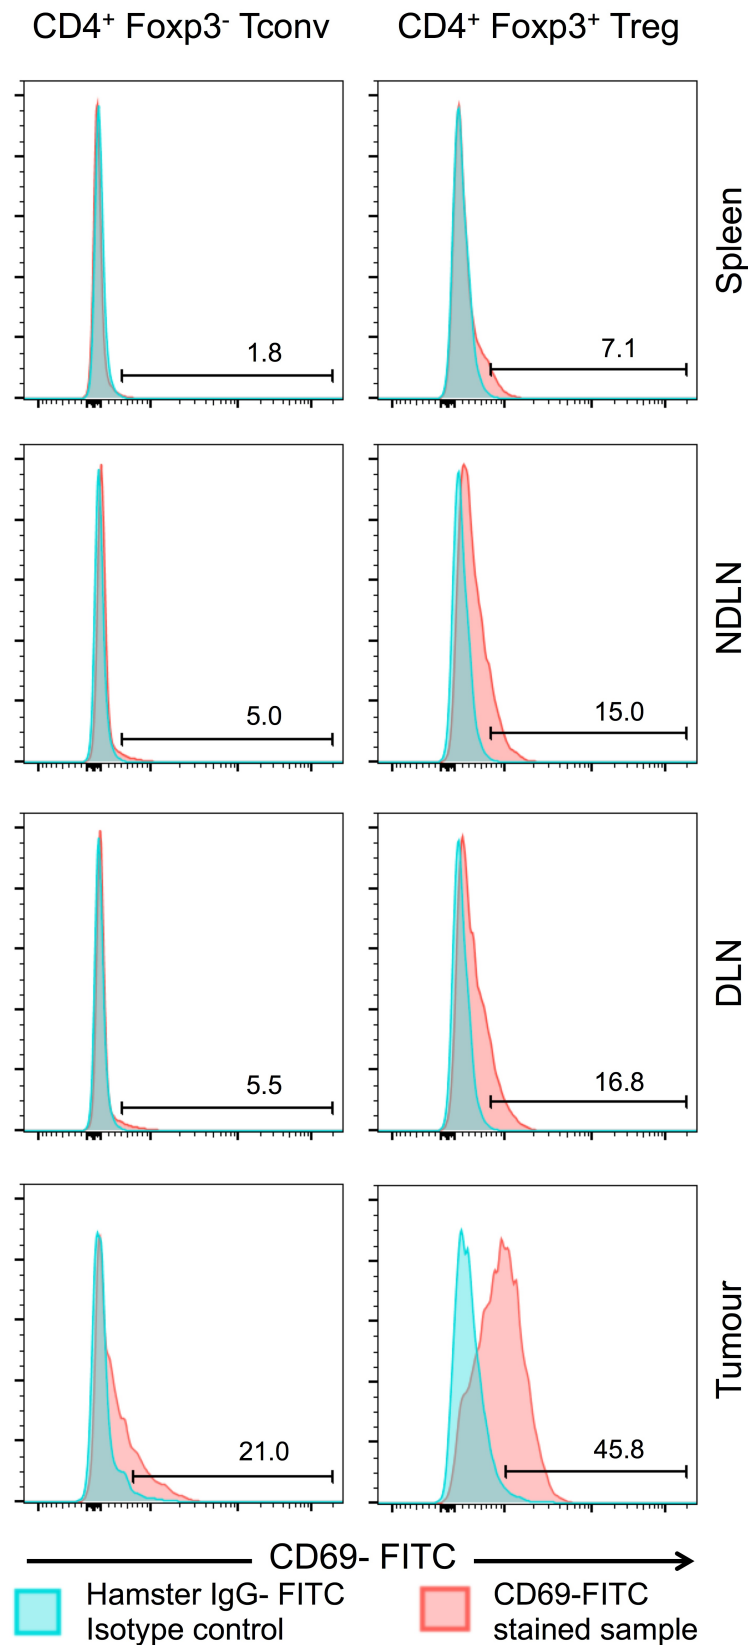 CD4⁺ Foxp3⁻ Tconv
CD4⁺ Foxp3⁺ Treg
1.8
7.1
Spleen
5.0
15.0
NDLN
5.5
16.8
DLN
21.0
45.8
Tumour
CD69- FITC
Hamster IgG- FITC
Isotype control
CD69-FITC
stained sample